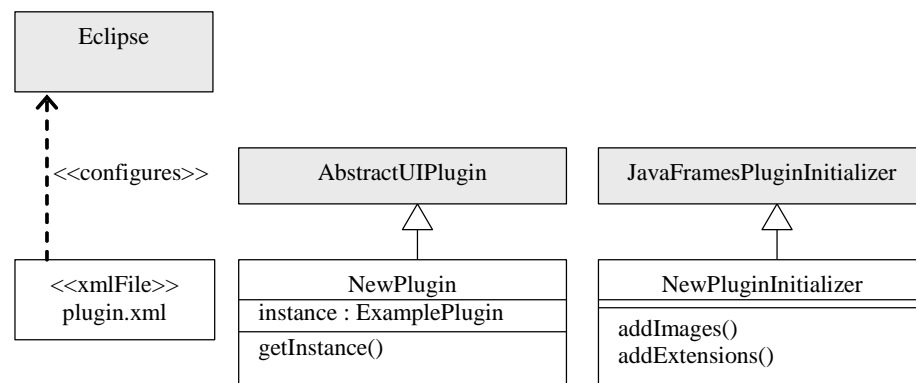 Eclipse
<<configures>>
<<xmlFile>>
plugin.xml
AbstractUIPlugin
NewPlugin
instance : ExamplePlugin
getInstance()
JavaFramesPluginInitializer
NewPluginInitializer
addImages()
addExtensions()